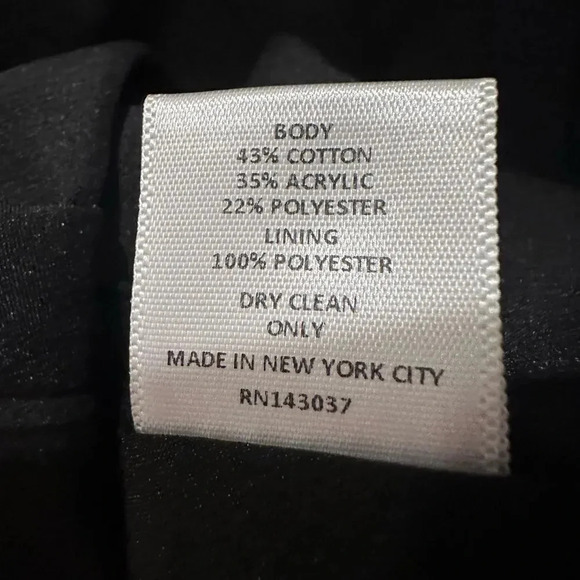 BODY
43% COTTON
35% ACRYLIC
22% POLYESTER
LINING
100% POLYESTER
DRY CLEAN
ONLY
MADE IN NEW YORK CITY
RN143037